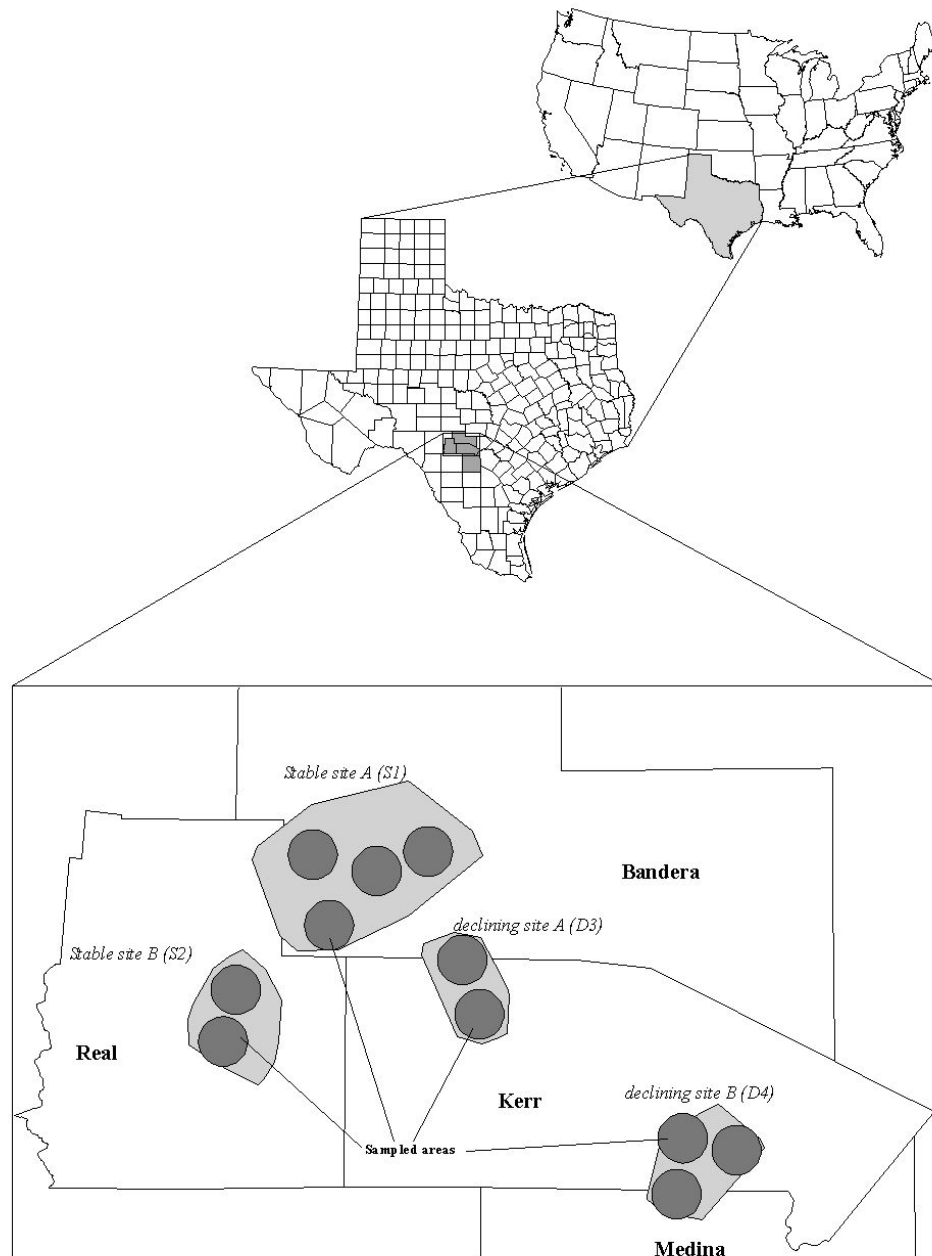 Stable site A (S1)
Bandera
declining site A (D3)
Stable site B (S2)
Real
Kerr
declining site B (D4)
Sampled areas
Medina